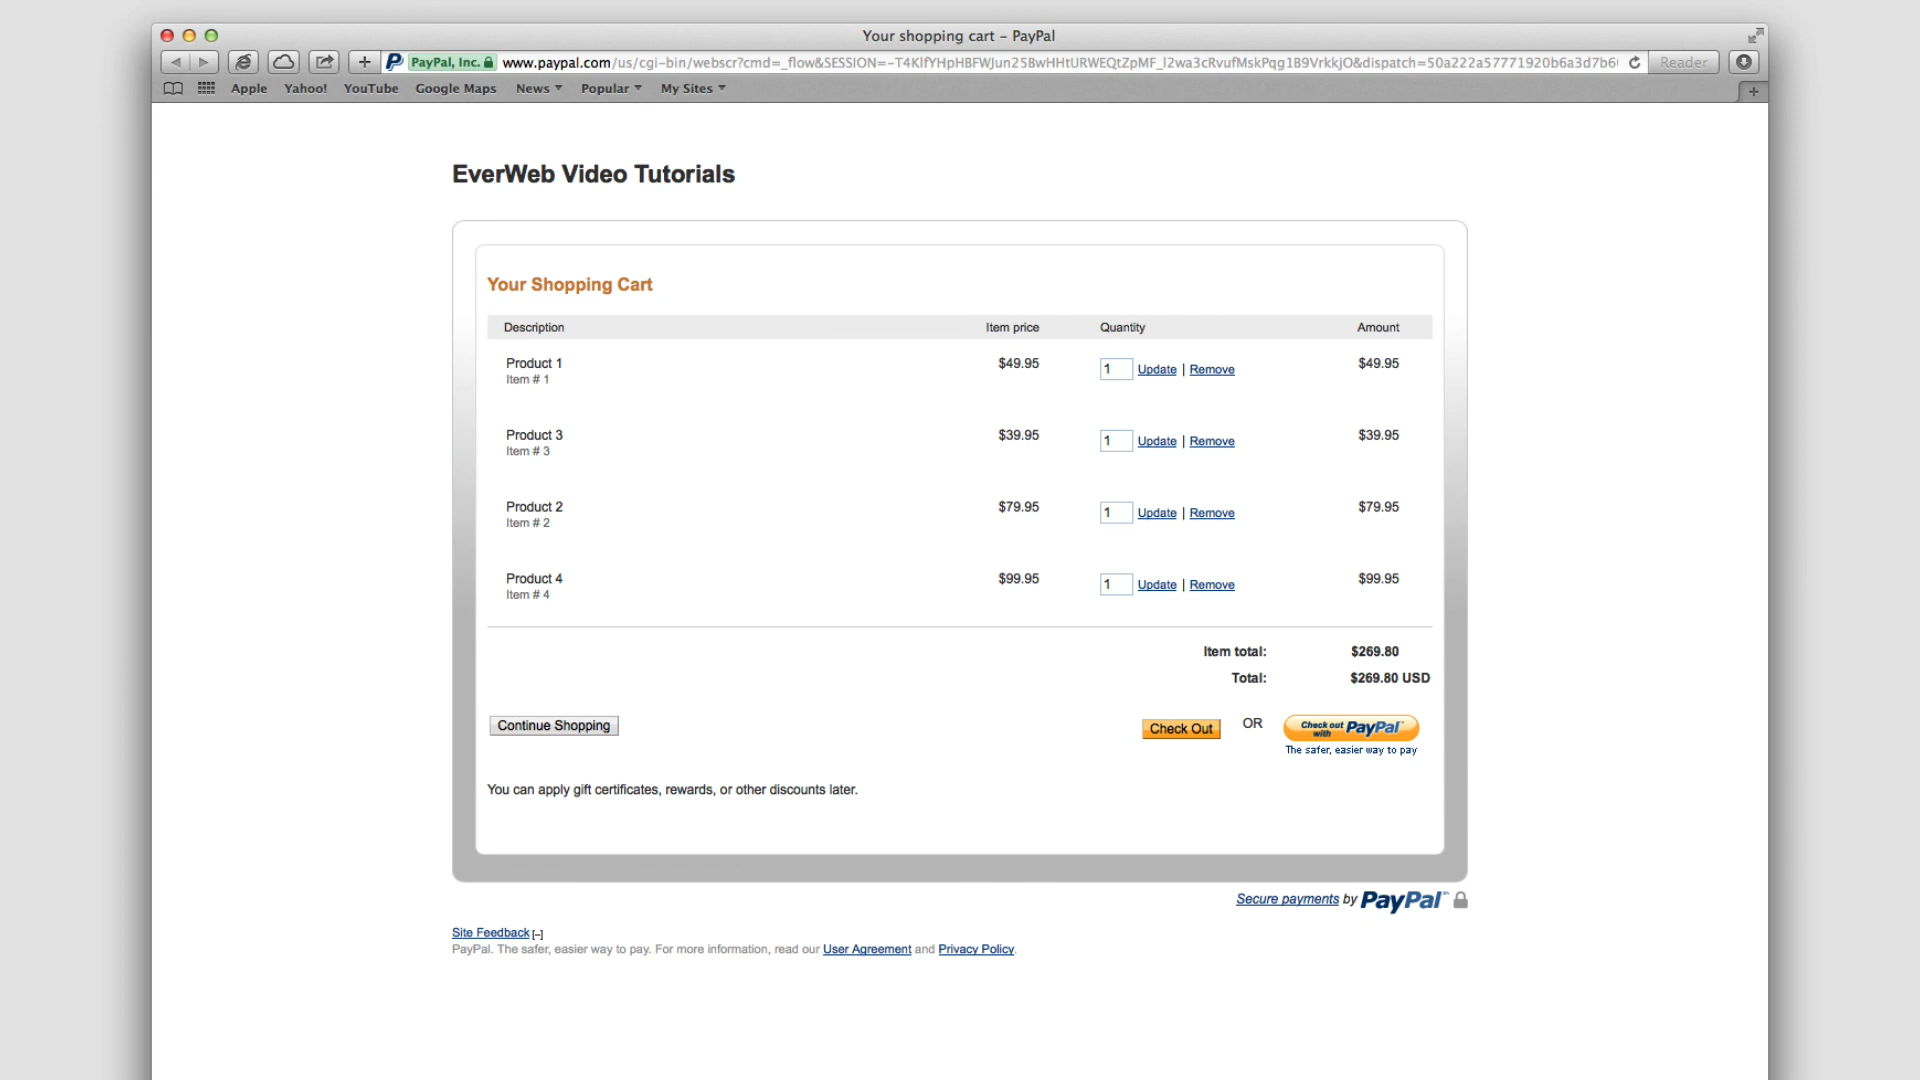 Your shopping cart – PayPal
PayPal, Inc. www.paypal.com/us/cgi-bin/webscr?cmd=_flow&SESSION=-T4KlfYHpHBFWJun25BwHHtURWEQtZpMF_l2wa3cRvufMskPqg1B9VrkkjO&dispatch=50a222a57771920b6a3d7b6 Reader
Apple Yahoo! YouTube Google Maps News Popular My Sites
EverWeb Video Tutorials
Your Shopping Cart
Description Item price Quantity Amount
Product 1 $49.95 1 Update | Remove $49.95
Item # 1
Product 3 $39.95 1 Update | Remove $39.95
Item # 3
Product 2 $79.95 1 Update | Remove $79.95
Item # 2
Product 4 $99.95 1 Update | Remove $99.95
Item # 4
Item total: $269.80
Total: $269.80 USD
Continue Shopping Check Out OR Check out with PayPal
The safer, easier way to pay
You can apply gift certificates, rewards, or other discounts later.
Secure payments by PayPal
Site Feedback [-]
PayPal. The safer, easier way to pay. For more information, read our User Agreement and Privacy Policy.